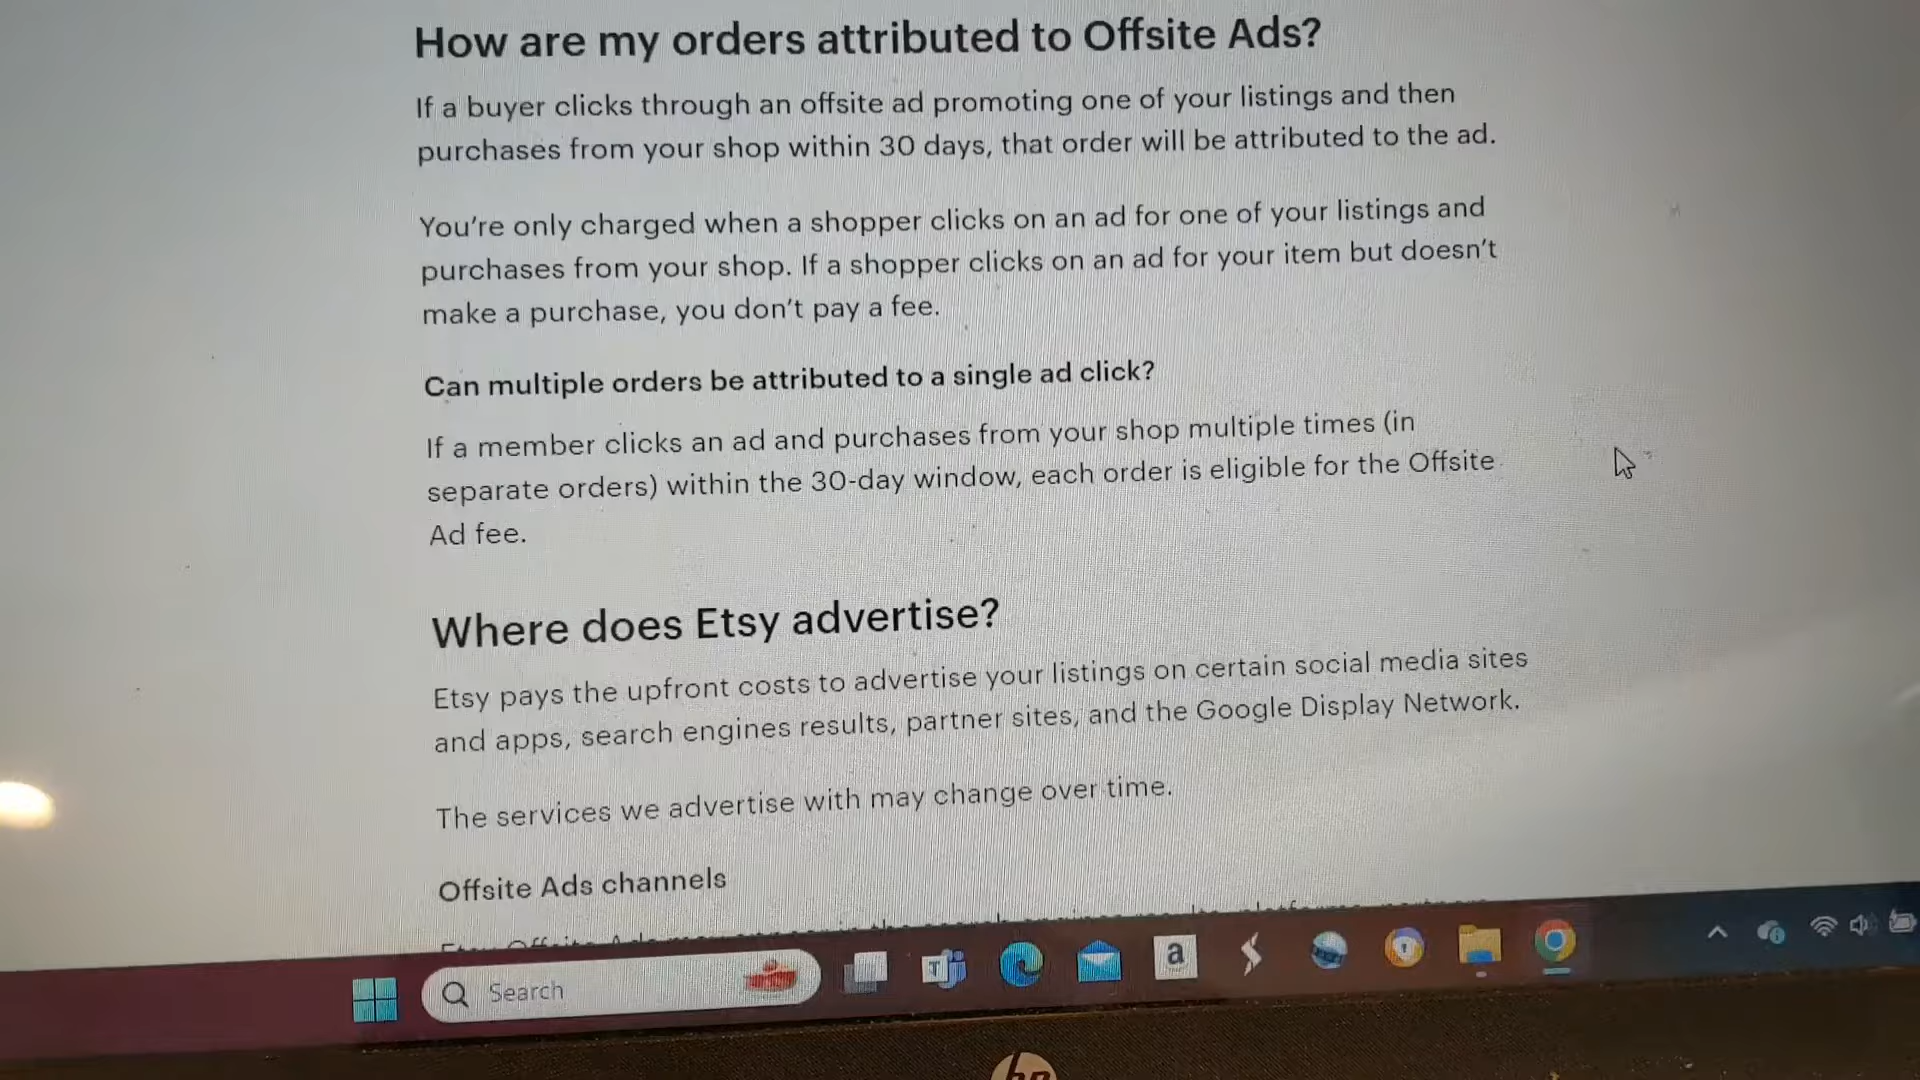 How are my orders attributed to Offsite Ads?
If a buyer clicks through an offsite ad promoting one of your listings and then
purchases from your shop within 30 days, that order will be attributed to the ad.
You're only charged when a shopper clicks on an ad for one of your listings and
purchases from your shop. If a shopper clicks on an ad for your item but doesn't
make a purchase, you don't pay a fee.
Can multiple orders be attributed to a single ad click?
If a member clicks an ad and purchases from your shop multiple times (in
separate orders) within the 30-day window, each order is eligible for the Offsite
Ad fee.
Where does Etsy advertise?
Etsy pays the upfront costs to advertise your listings on certain social media sites
and apps, search engines results, partner sites, and the Google Display Network.
The services we advertise with may change over time.
Offsite Ads channels
Search
a
hp